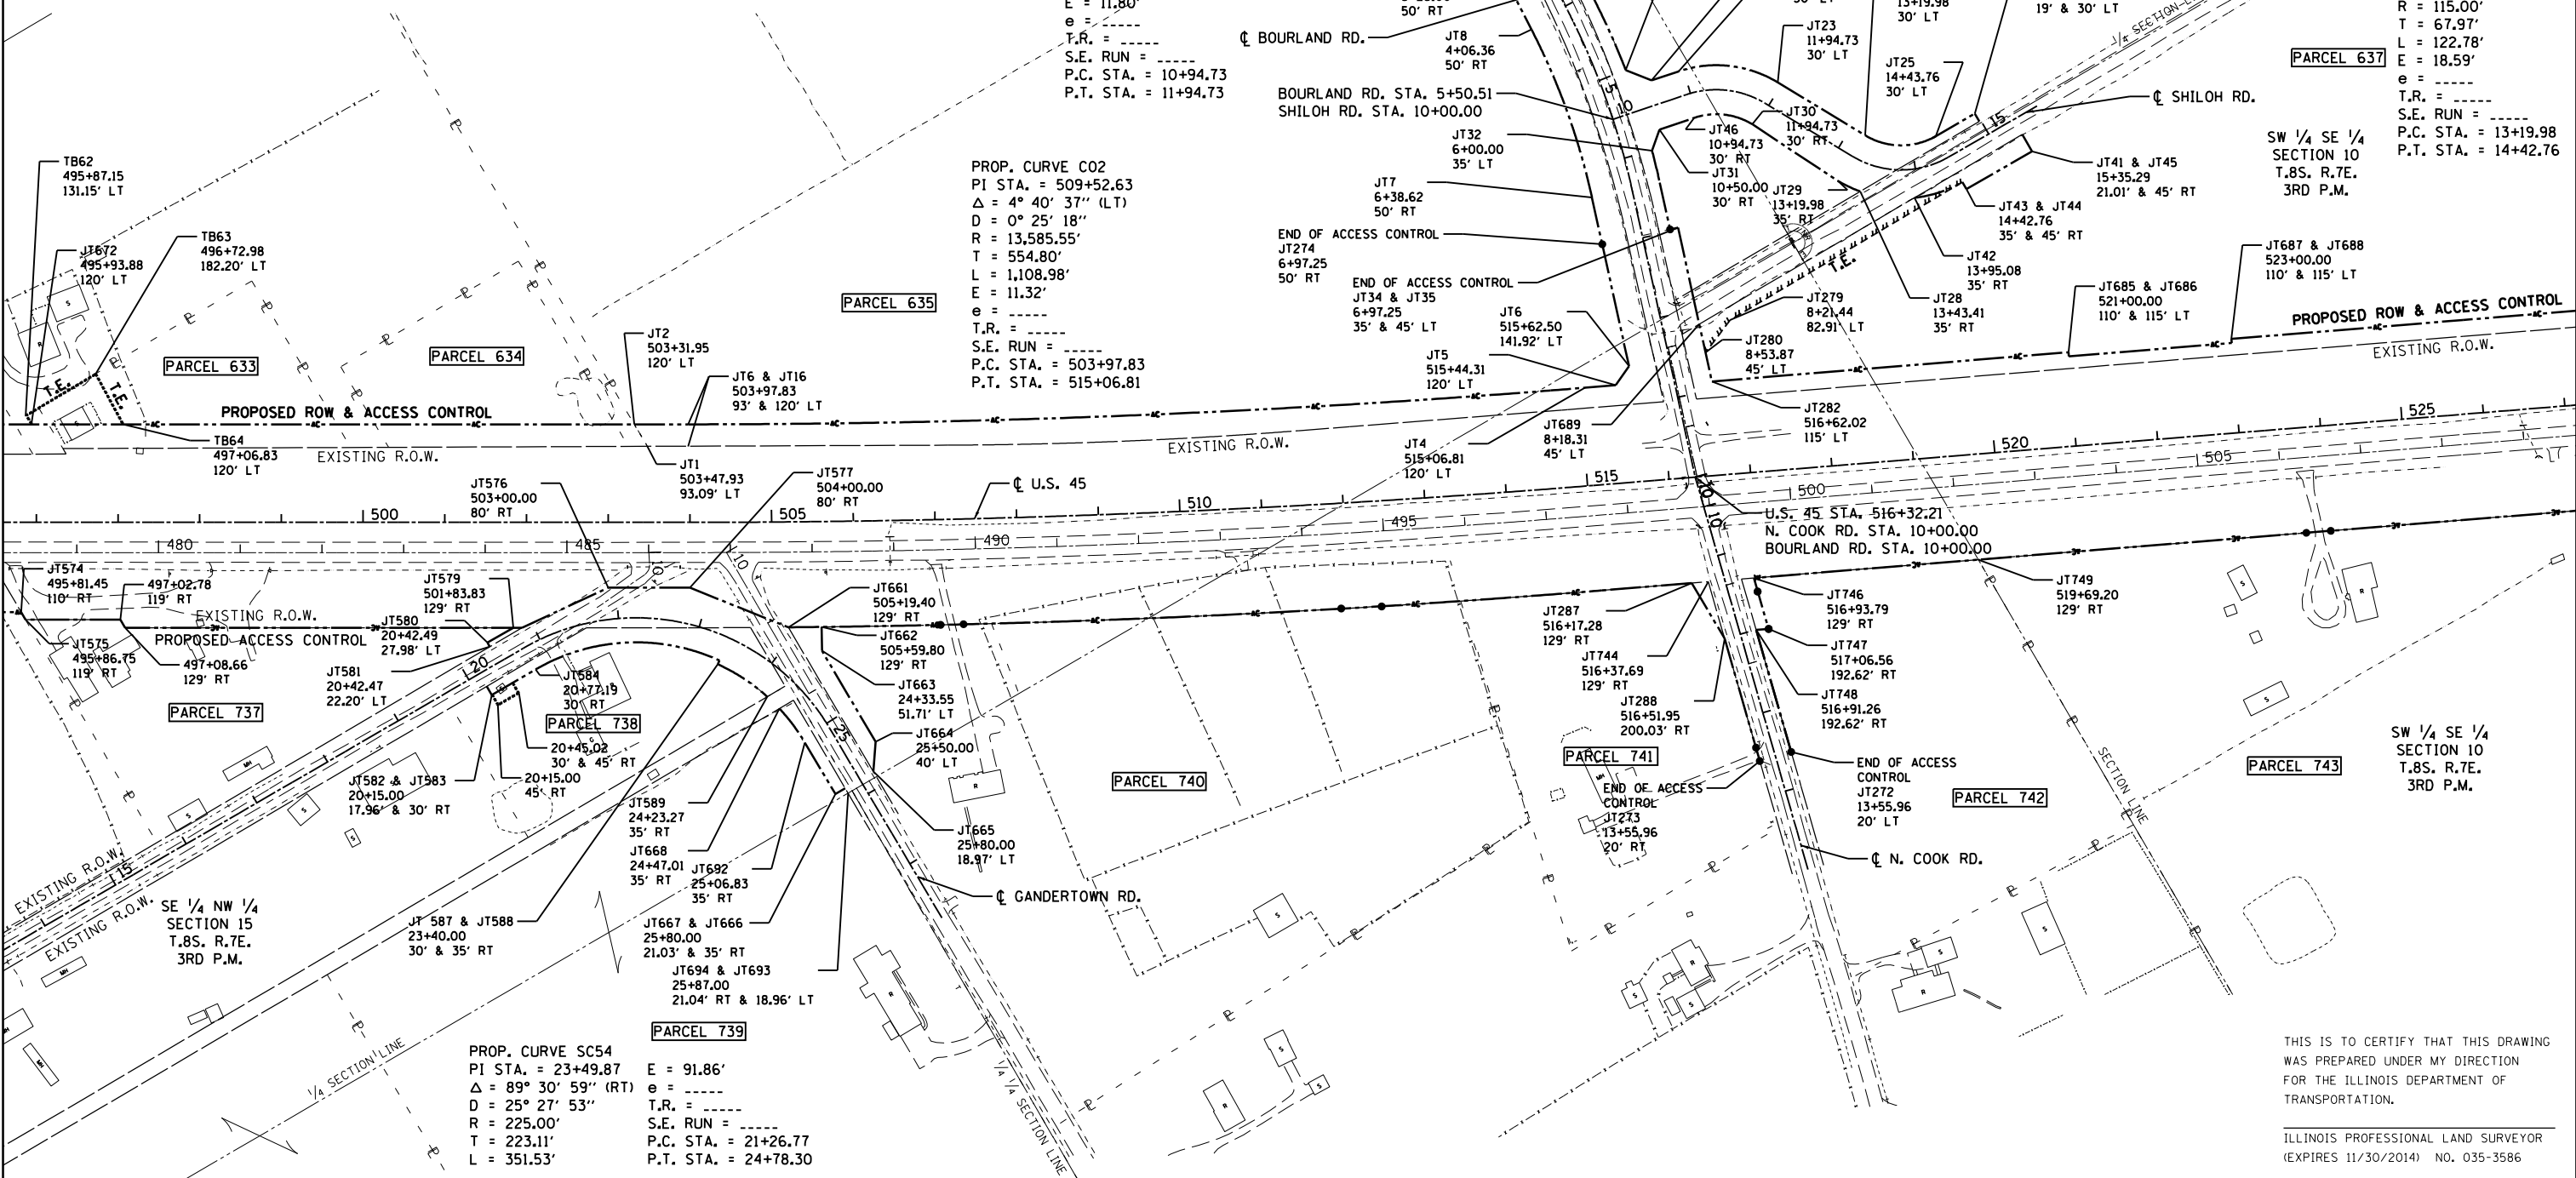 E = 11.80'
e = _____
T.R. = _____
S.E. RUN = _____
P.C. STA. = 10+94.73
P.T. STA. = 11+94.73
℄ BOURLAND RD.
50' RT
JT8
4+06.36
50' RT
BOURLAND RD. STA. 5+50.51
SHILOH RD. STA. 10+00.00
13+19.98
30' LT
19' & 30' LT
JT23
11+94.73
30' LT
JT25
14+43.76
30' LT
1/4 SECTION
PARCEL 637
R = 115.00'
T = 67.97'
L = 122.78'
E = 18.59'
e = _____
T.R. = _____
S.E. RUN = _____
P.C. STA. = 13+19.98
P.T. STA. = 14+42.76
℄ SHILOH RD.
SW 1/4 SE 1/4
SECTION 10
T.8S. R.7E.
3RD P.M.
TB62
495+87.15
131.15' LT
JT672
495+93.88
120' LT
TB63
496+72.98
182.20' LT
PROP. CURVE CO2
PI STA. = 509+52.63
Δ = 4° 40' 37'' (LT)
D = 0° 25' 18''
R = 13,585.55'
T = 554.80'
L = 1,108.98'
E = 11.32'
e = _____
T.R. = _____
S.E. RUN = _____
P.C. STA. = 503+97.83
P.T. STA. = 515+06.81
JT32
6+00.00
35' LT
JT7
6+38.62
50' RT
END OF ACCESS CONTROL
JT274
6+97.25
50' RT
END OF ACCESS CONTROL
JT34 & JT35
6+97.25
35' & 45' LT
5
10
15
JT46
10+94.73
30' RT
JT30
11+94.73
30' RT
JT31
10+50.00
30' RT
JT29
13+19.98
35' RT
JT41 & JT45
15+35.29
21.01' & 45' RT
JT43 & JT44
14+42.76
35' & 45' RT
JT42
13+95.08
35' RT
JT28
13+43.41
35' RT
T.E.
JT279
8+21.44
82.91' LT
JT280
8+53.87
45' LT
JT687 & JT688
523+00.00
110' & 115' LT
JT685 & JT686
521+00.00
110' & 115' LT
PROPOSED ROW & ACCESS CONTROL
EXISTING R.O.W.
PARCEL 635
PARCEL 633
PARCEL 634
T.E.
T.E.
PROPOSED ROW & ACCESS CONTROL
TB64
497+06.83
120' LT
EXISTING R.O.W.
JT2
503+31.95
120' LT
JT6 & JT16
503+97.83
93' & 120' LT
JT1
503+47.93
93.09' LT
JT6
515+62.50
141.92' LT
JT5
515+44.31
120' LT
JT4
515+06.81
120' LT
JT689
8+18.31
45' LT
JT282
516+62.02
115' LT
EXISTING R.O.W.
JT576
503+00.00
80' RT
JT577
504+00.00
80' RT
℄ U.S. 45
500
505
510
515
520
525
480
485
490
495
500
505
U.S. 45 STA. 516+32.21
N. COOK RD. STA. 10+00.00
BOURLAND RD. STA. 10+00.00
10
10
10
JT574
495+81.45
110' RT
497+02.78
119' RT
EXISTING R.O.W.
PROPOSED ACCESS CONTROL
JT575
495+86.75
119' RT
497+08.66
129' RT
JT579
501+83.83
129' RT
JT580
20+42.49
27.98' LT
JT581
20+42.47
22.20' LT
20
PARCEL 737
JT584
20+77.19
30' RT
PARCEL 738
20+45.02
30' & 45' RT
20+15.00
45' RT
JT582 & JT583
20+15.00
17.96' & 30' RT
JT661
505+19.40
129' RT
JT662
505+59.80
129' RT
JT663
24+33.55
51.71' LT
JT664
25+50.00
40' LT
25
JT665
25+80.00
18.97' LT
℄ GANDERTOWN RD.
JT589
24+23.27
35' RT
JT668
24+47.01
35' RT
JT692
25+06.83
35' RT
JT 587 & JT588
23+40.00
30' & 35' RT
JT667 & JT666
25+80.00
21.03' & 35' RT
JT694 & JT693
25+87.00
21.04' RT & 18.96' LT
PARCEL 739
PARCEL 740
JT287
516+17.28
129' RT
JT744
516+37.69
129' RT
JT288
516+51.95
200.03' RT
PARCEL 741
END OF ACCESS
CONTROL
JT273
13+55.96
20' RT
JT746
516+93.79
129' RT
JT747
517+06.56
192.62' RT
JT748
516+91.26
192.62' RT
JT749
519+69.20
129' RT
END OF ACCESS
CONTROL
JT272
13+55.96
20' LT
PARCEL 742
℄ N. COOK RD.
SECTION LINE
PARCEL 743
SW 1/4 SE 1/4
SECTION 10
T.8S. R.7E.
3RD P.M.
EXISTING R.O.W.
15
EXISTING R.O.W.
SE 1/4 NW 1/4
SECTION 15
T.8S. R.7E.
3RD P.M.
1/4 SECTION LINE
1/4 1/4 SECTION LINE
PROP. CURVE SC54
PI STA. = 23+49.87
Δ = 89° 30' 59'' (RT)
D = 25° 27' 53''
R = 225.00'
T = 223.11'
L = 351.53'
E = 91.86'
e = _____
T.R. = _____
S.E. RUN = _____
P.C. STA. = 21+26.77
P.T. STA. = 24+78.30
THIS IS TO CERTIFY THAT THIS DRAWING
WAS PREPARED UNDER MY DIRECTION
FOR THE ILLINOIS DEPARTMENT OF
TRANSPORTATION.
ILLINOIS PROFESSIONAL LAND SURVEYOR
(EXPIRES 11/30/2014) NO. 035-3586